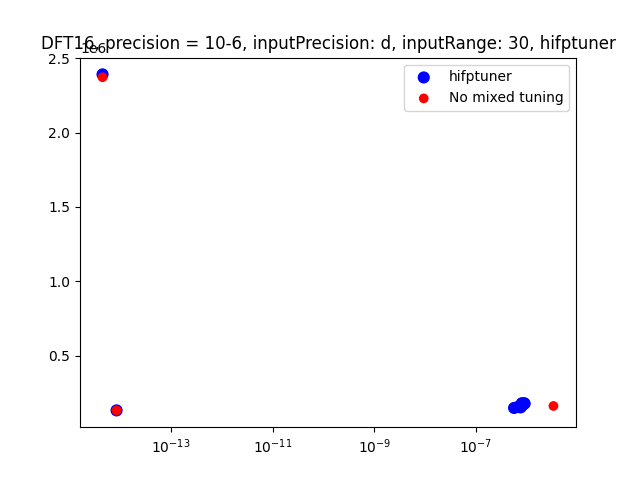 DFT16, precision = 10-6, inputPrecision: d, inputRange: 30, hifptuner
1e6
2.5
2.0
1.5
1.0
0.5
hifptuner
No mixed tuning
10⁻¹³ 10⁻¹¹ 10⁻⁹ 10⁻⁷